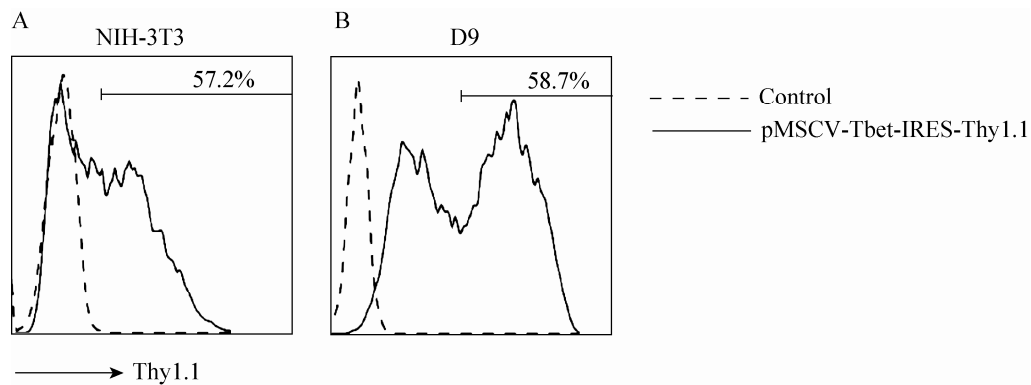 A
NIH-3T3
57.2%
B
D9
58.7%
Control
pMSCV-Tbet-IRES-Thy1.1
Thy1.1